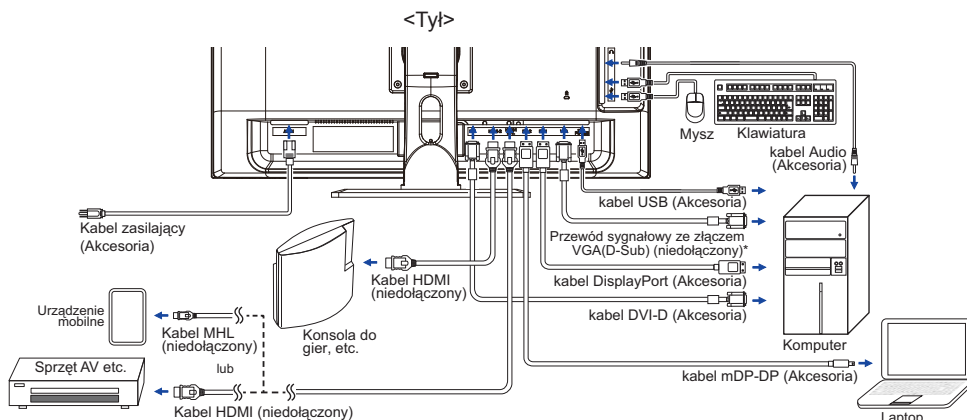 <Tył>
Mysz
Klawiatura
kabel Audio
(Akcesoria)
kabel USB (Akcesoria)
Kabel zasilający
(Akcesoria)
Przewód sygnałowy ze złączem
VGA(D-Sub) (niedołączony)*
Kabel HDMI
(niedołączony)
kabel DisplayPort (Akcesoria)
kabel DVI-D (Akcesoria)
Urządzenie
mobilne
Kabel MHL
(niedołączony)
Konsola do
gier, etc.
Komputer
lub
Sprzęt AV etc.
kabel mDP-DP (Akcesoria)
Kabel HDMI (niedołączony)
Laptop